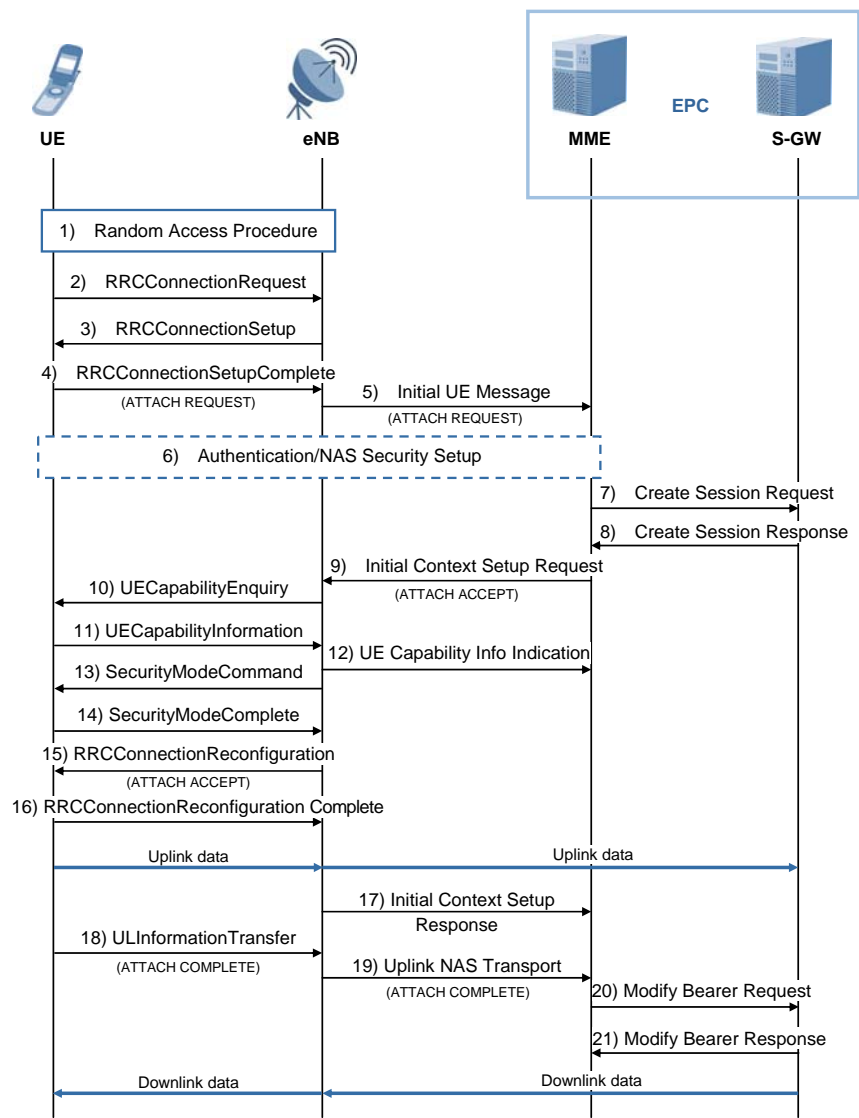 EPC
UE
eNB
MME
S-GW
1) Random Access Procedure
2) RRCConnectionRequest
3) RRCConnectionSetup
4) RRCConnectionSetupComplete
(ATTACH REQUEST)
5) Initial UE Message
(ATTACH REQUEST)
6) Authentication/NAS Security Setup
7) Create Session Request
8) Create Session Response
9) Initial Context Setup Request
(ATTACH ACCEPT)
10) UECapabilityEnquiry
11) UECapabilityInformation
12) UE Capability Info Indication
13) SecurityModeCommand
14) SecurityModeComplete
15) RRCConnectionReconfiguration
(ATTACH ACCEPT)
16) RRCConnectionReconfiguration Complete
Uplink data
Uplink data
17) Initial Context Setup
Response
18) ULInformationTransfer
(ATTACH COMPLETE)
19) Uplink NAS Transport
(ATTACH COMPLETE)
20) Modify Bearer Request
21) Modify Bearer Response
Downlink data
Downlink data